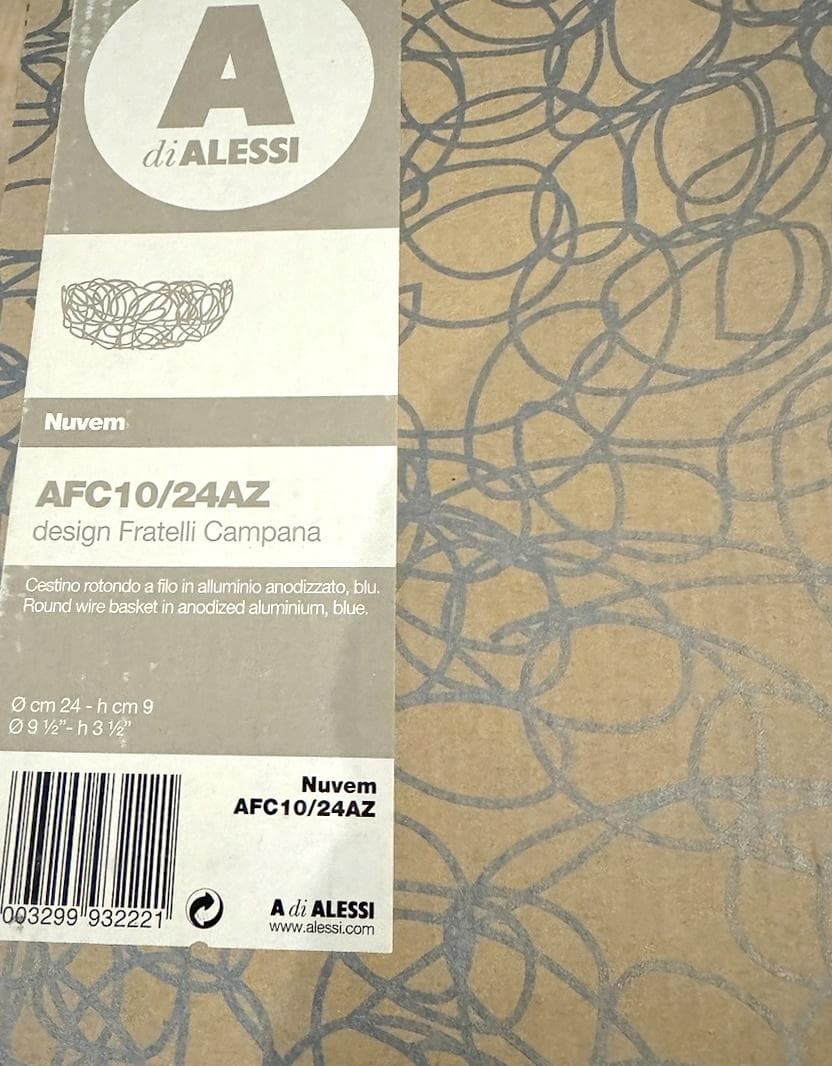 A
di ALESSI
Nuvem
AFC10/24AZ
design Fratelli Campana
Cestino rotondo a filo in alluminio anodizzato, blu.
Round wire basket in anodized aluminium, blue.
Ø cm 24 - h cm 9
Ø 9 ½” - h 3 ½”
Nuvem
AFC10/24AZ
003299 932221
A di ALESSI
www.alessi.com